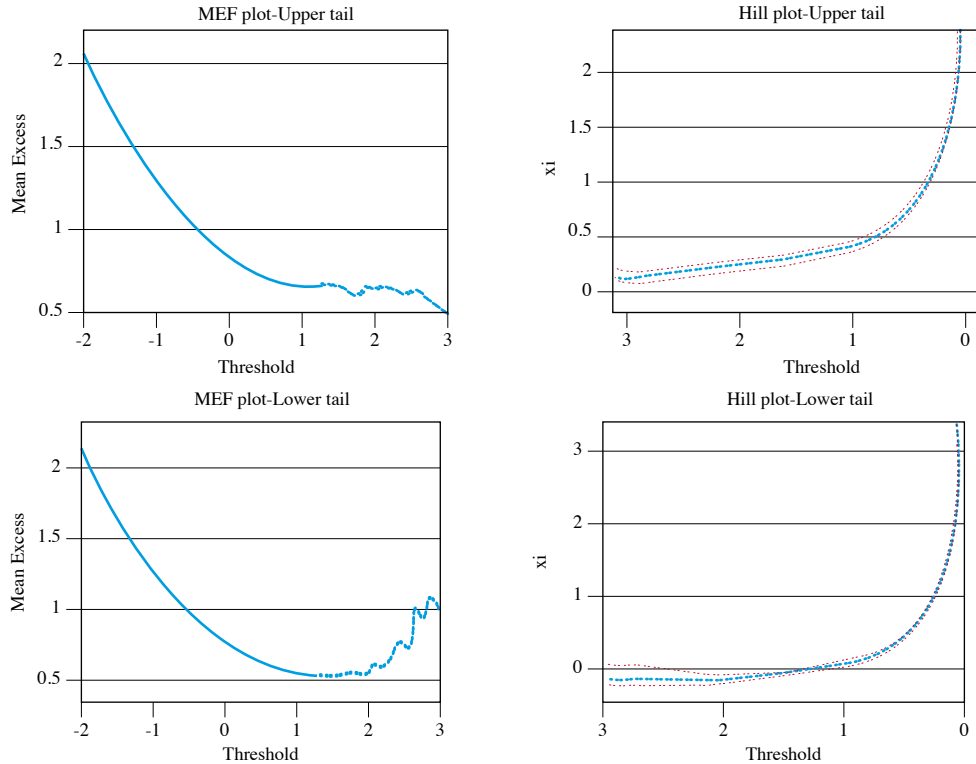 MEF plot-Upper tail
2
1.5
1
0.5
Mean Excess
-2 -1 0 1 2 3
Threshold
Hill plot-Upper tail
2
1.5
1
0.5
0
xi
3 2 1 0
Threshold
MEF plot-Lower tail
2
1.5
1
0.5
Mean Excess
-2 -1 0 1 2 3
Threshold
Hill plot-Lower tail
3
2
1
0
xi
3 2 1 0
Threshold